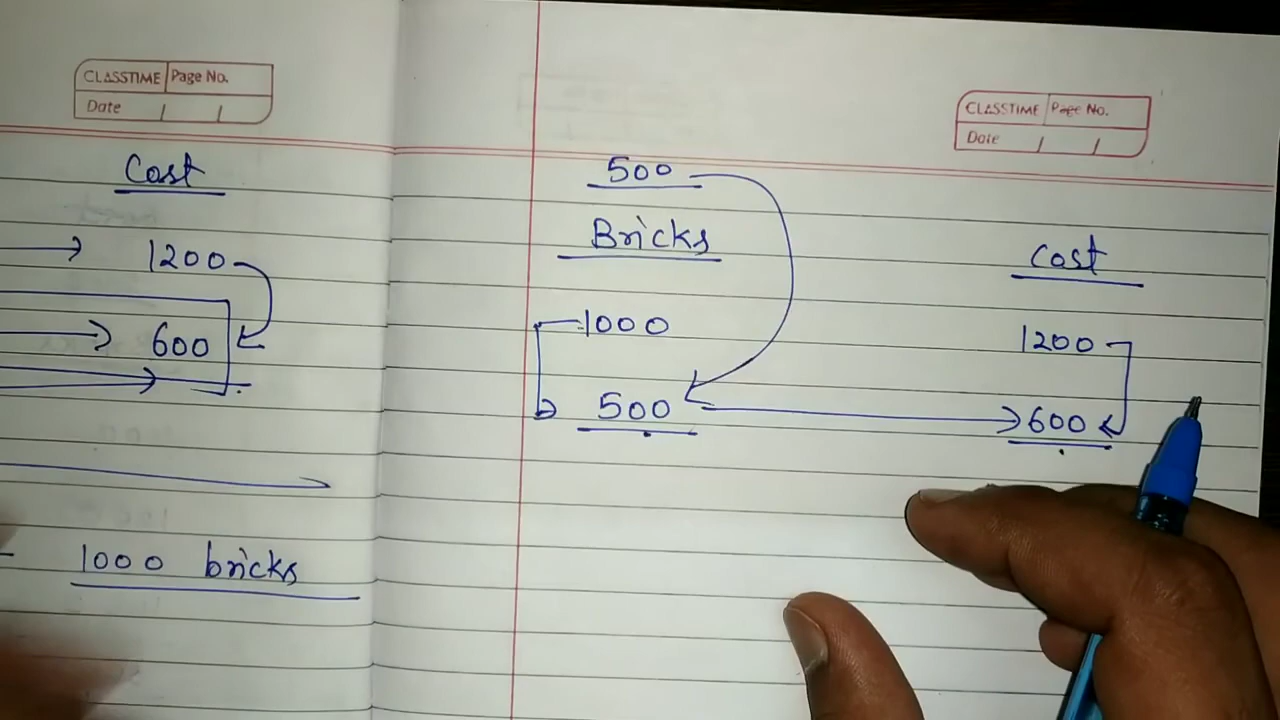 CLASSTIME Page No.
Date / /
Cost
1200
600
1000 bricks
CLASSTIME Page No.
Date / /
500
Bricks
Cost
1000
1200
500
600